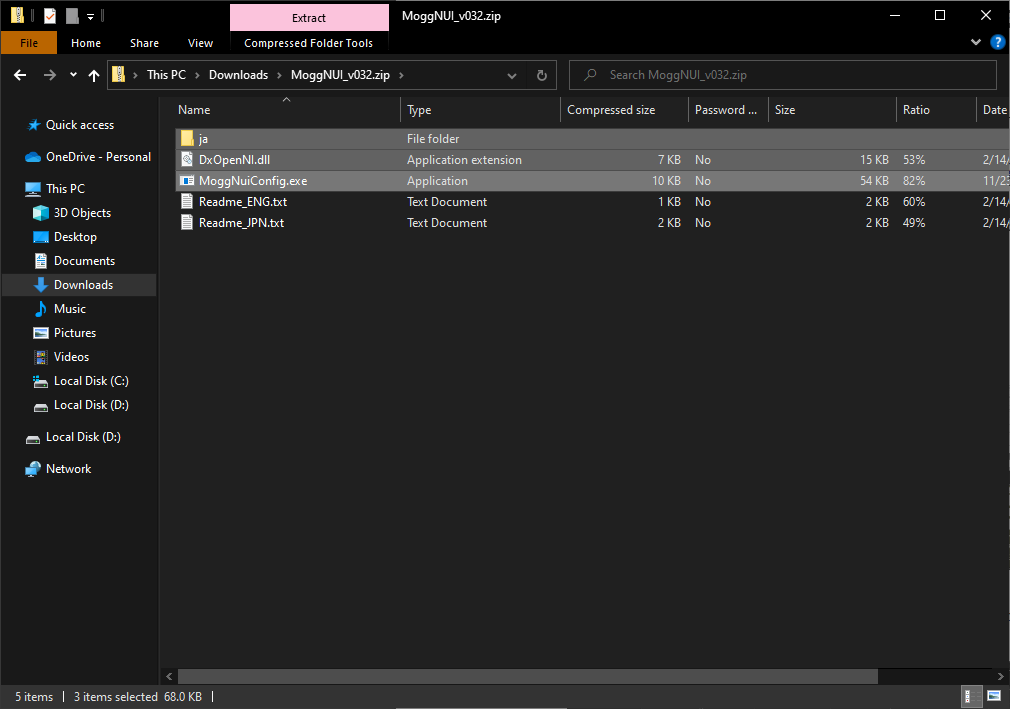 Extract
MoggNUI_v032.zip
File Home Share View Compressed Folder Tools
This PC Downloads MoggNUI_v032.zip
Search MoggNUI_v032.zip
Name Type Compressed size Password ... Size Ratio Date
ja File folder
DxOpenNI.dll Application extension 7 KB No 15 KB 53% 2/14/
MoggNuiConfig.exe Application 10 KB No 54 KB 82% 11/23
Readme_ENG.txt Text Document 1 KB No 2 KB 60% 2/14/
Readme_JPN.txt Text Document 2 KB No 2 KB 49% 2/14/
Quick access
OneDrive - Personal
This PC
3D Objects
Desktop
Documents
Downloads
Music
Pictures
Videos
Local Disk (C:)
Local Disk (D:)
Local Disk (D:)
Network
5 items 3 items selected 68.0 KB